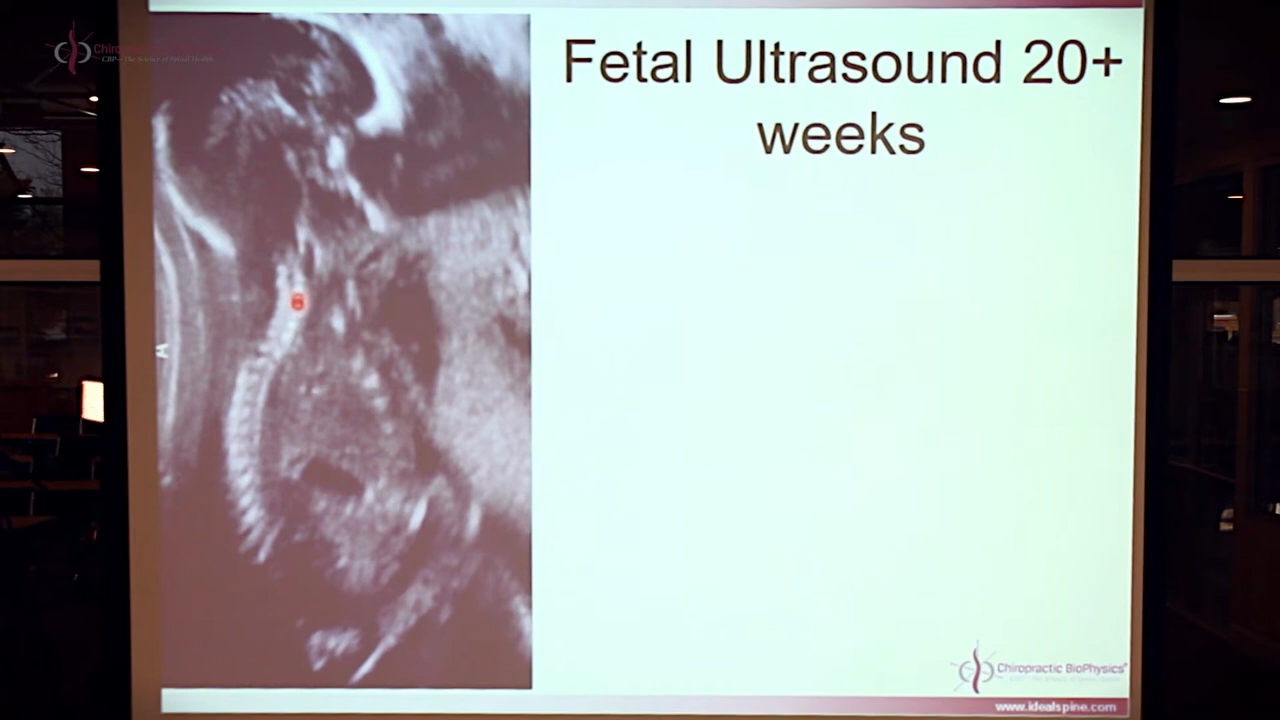 Fetal Ultrasound 20+
weeks
A
Chiropractic BioPhysics®
www.idealspine.com